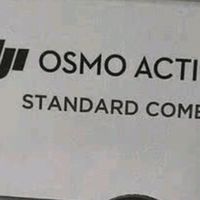 dji OSMO ACTI
STANDARD COMB